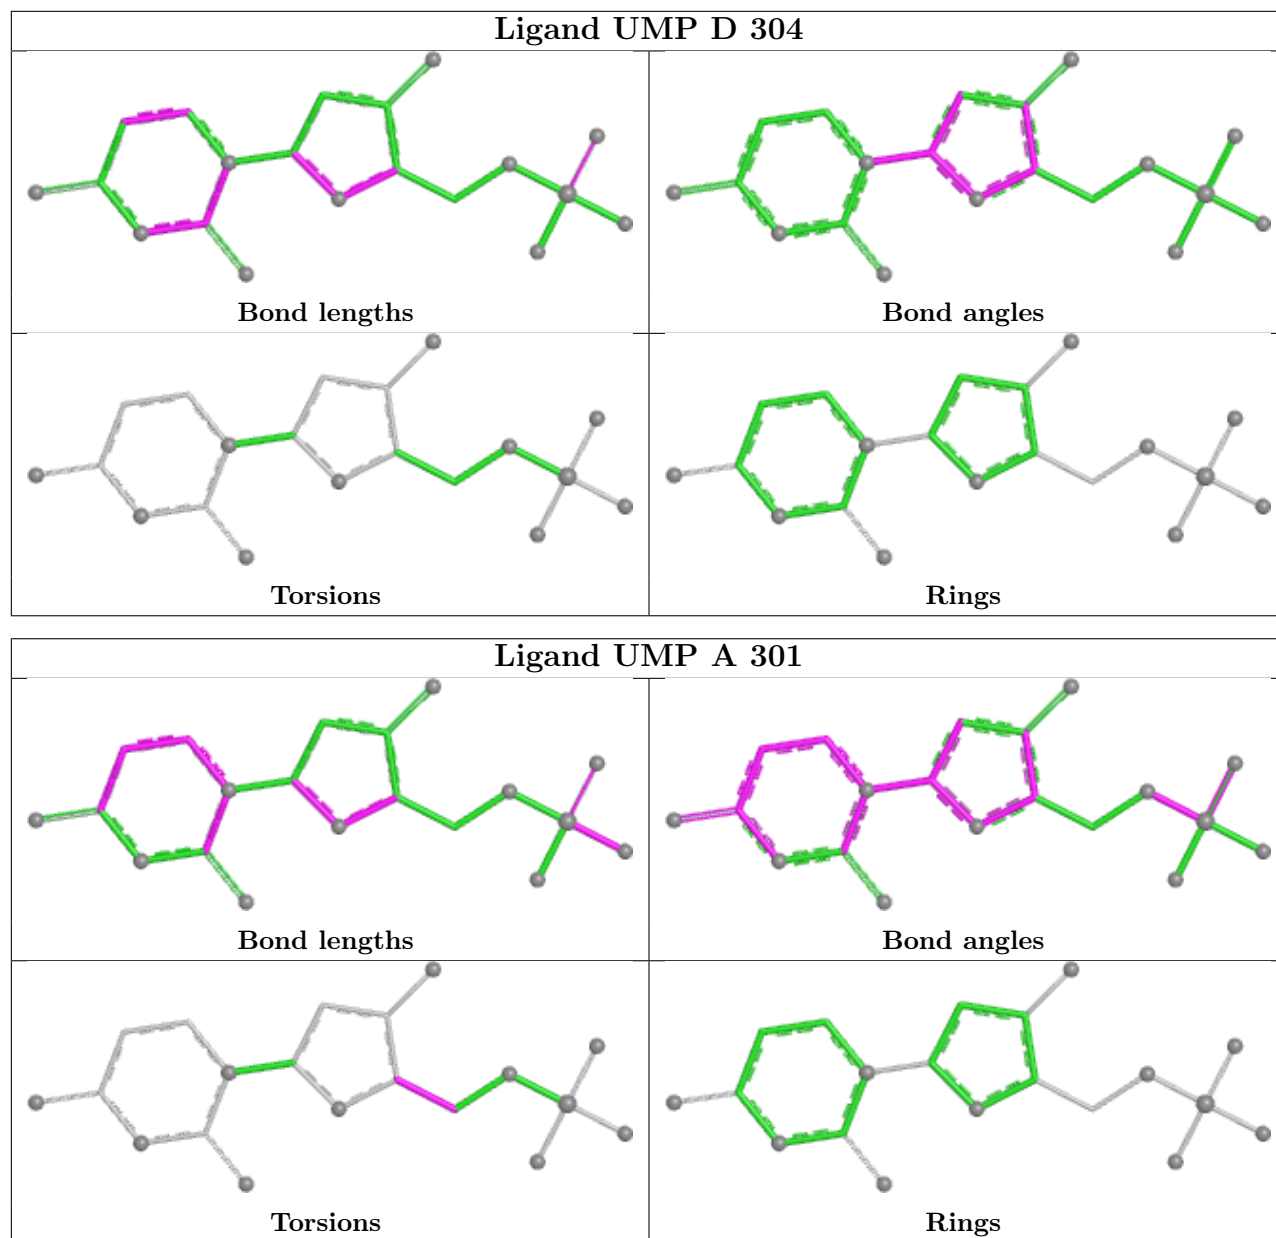 Ligand UMP D 304
Bond lengths
Bond angles
Torsions
Rings
Ligand UMP A 301
Bond lengths
Bond angles
Torsions
Rings